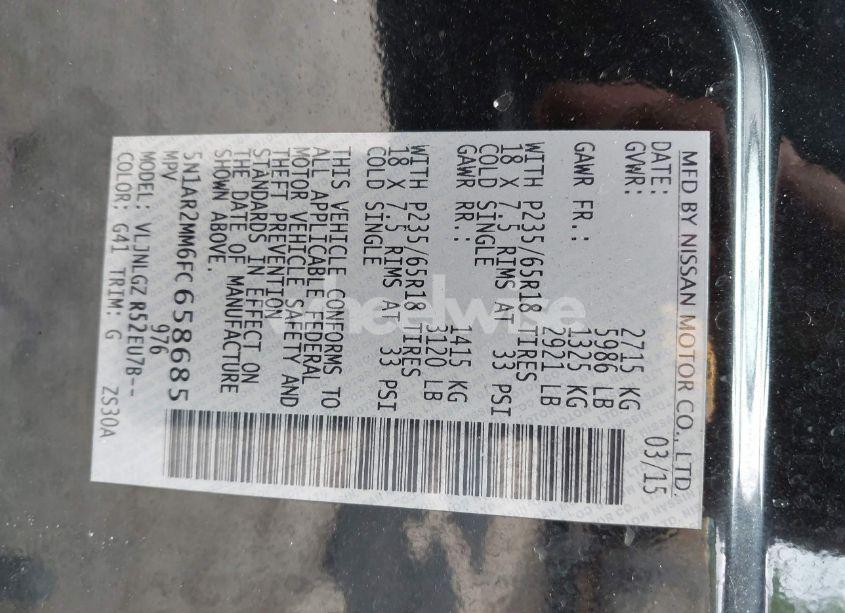 MFD BY NISSAN MOTOR CO., LTD.
DATE: 03/15
GVWR: 2715 KG
5986 LB
GAWR FR.: 1325 KG
2921 LB
WITH P235/65R18 TIRES
18 X 7.5 RIMS AT 33 PSI
COLD SINGLE
GAWR RR.: 1415 KG
3120 LB
WITH P235/65R18 TIRES
18 X 7.5 RIMS AT 33 PSI
COLD SINGLE
THIS VEHICLE CONFORMS TO
ALL APPLICABLE FEDERAL
MOTOR VEHICLE SAFETY AND
THEFT PREVENTION
STANDARDS IN EFFECT ON
THE DATE OF MANUFACTURE
SHOWN ABOVE.
5N1AR2MM6FC658685
MPV 976
MODEL: VLJNLGZ R52EU7B--
COLOR: G41 TRIM: G ZS30A
wheelwire